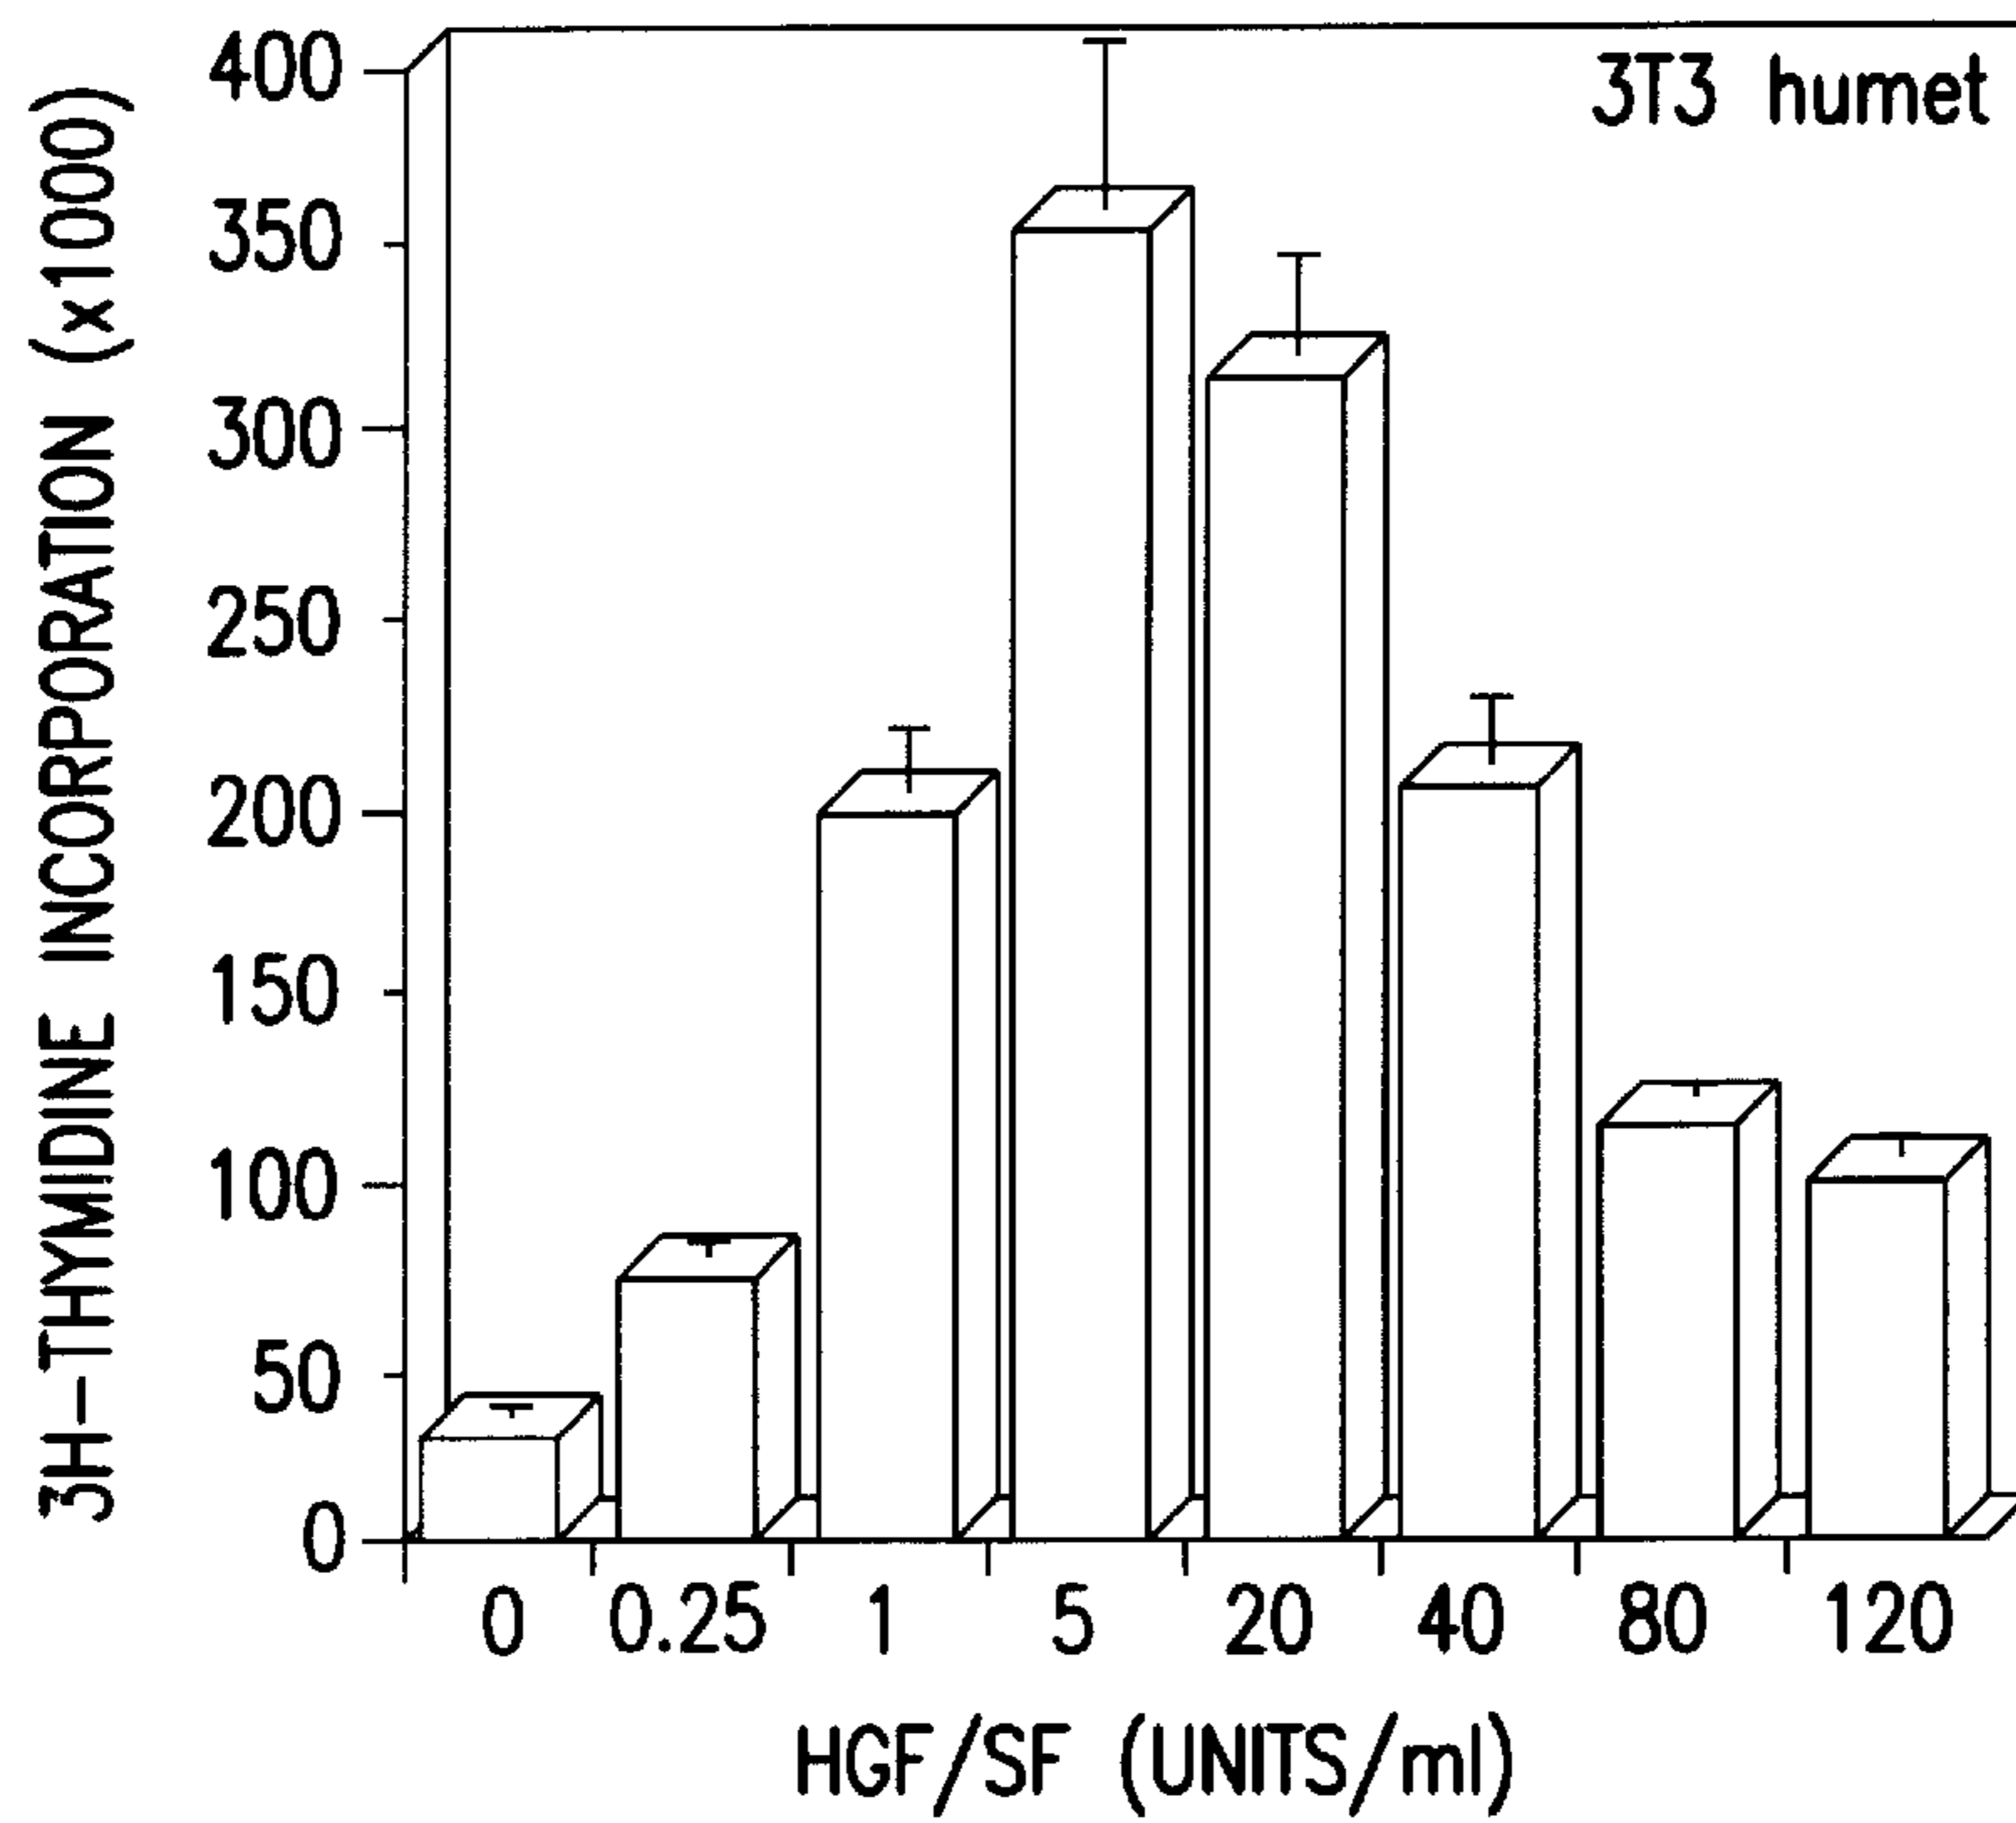 3T3 humet
3H-THYMIDINE INCORPORATION (x1000)
400
350
300
250
200
150
100
50
0
0 0.25 1 5 20 40 80 120
HGF/SF (UNITS/ml)